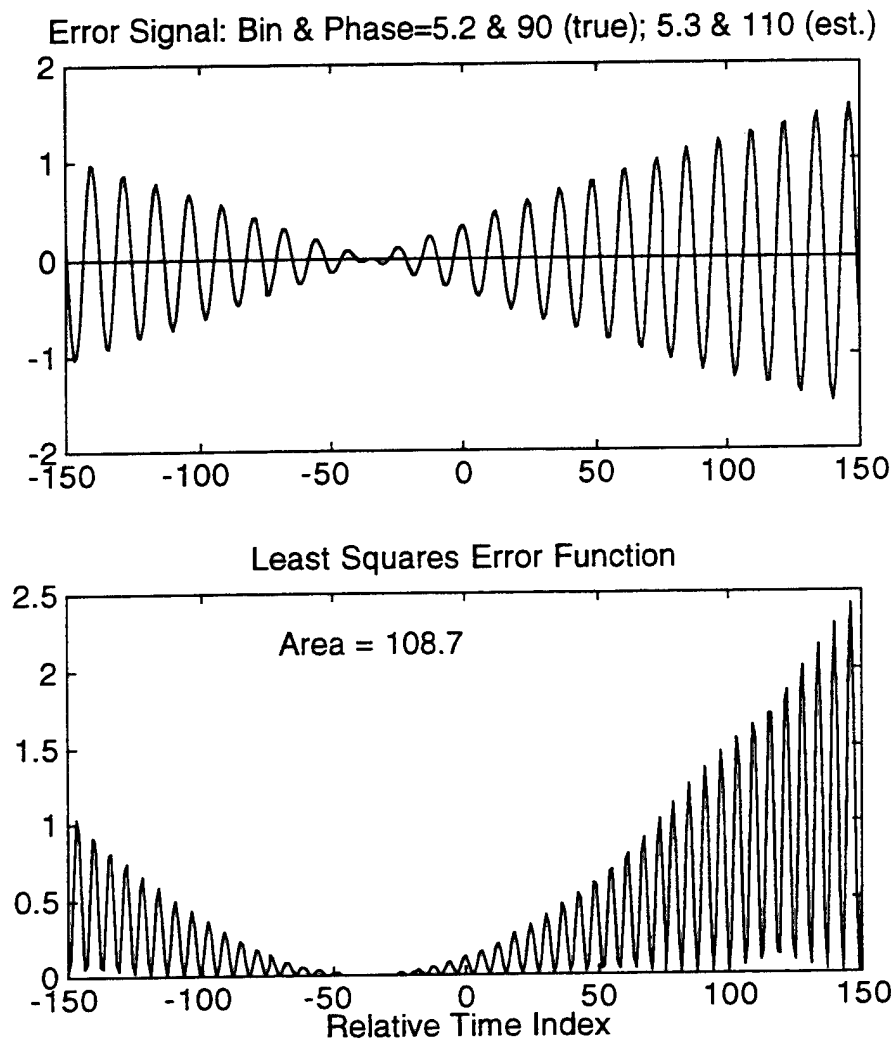 Error Signal: Bin & Phase=5.2 & 90 (true); 5.3 & 110 (est.)
2
1
0
-1
-2
-150 -100 -50 0 50 100 150
Least Squares Error Function
2.5
Area = 108.7
2
1.5
1
0.5
0
-150 -100 -50 0 50 100 150
Relative Time Index